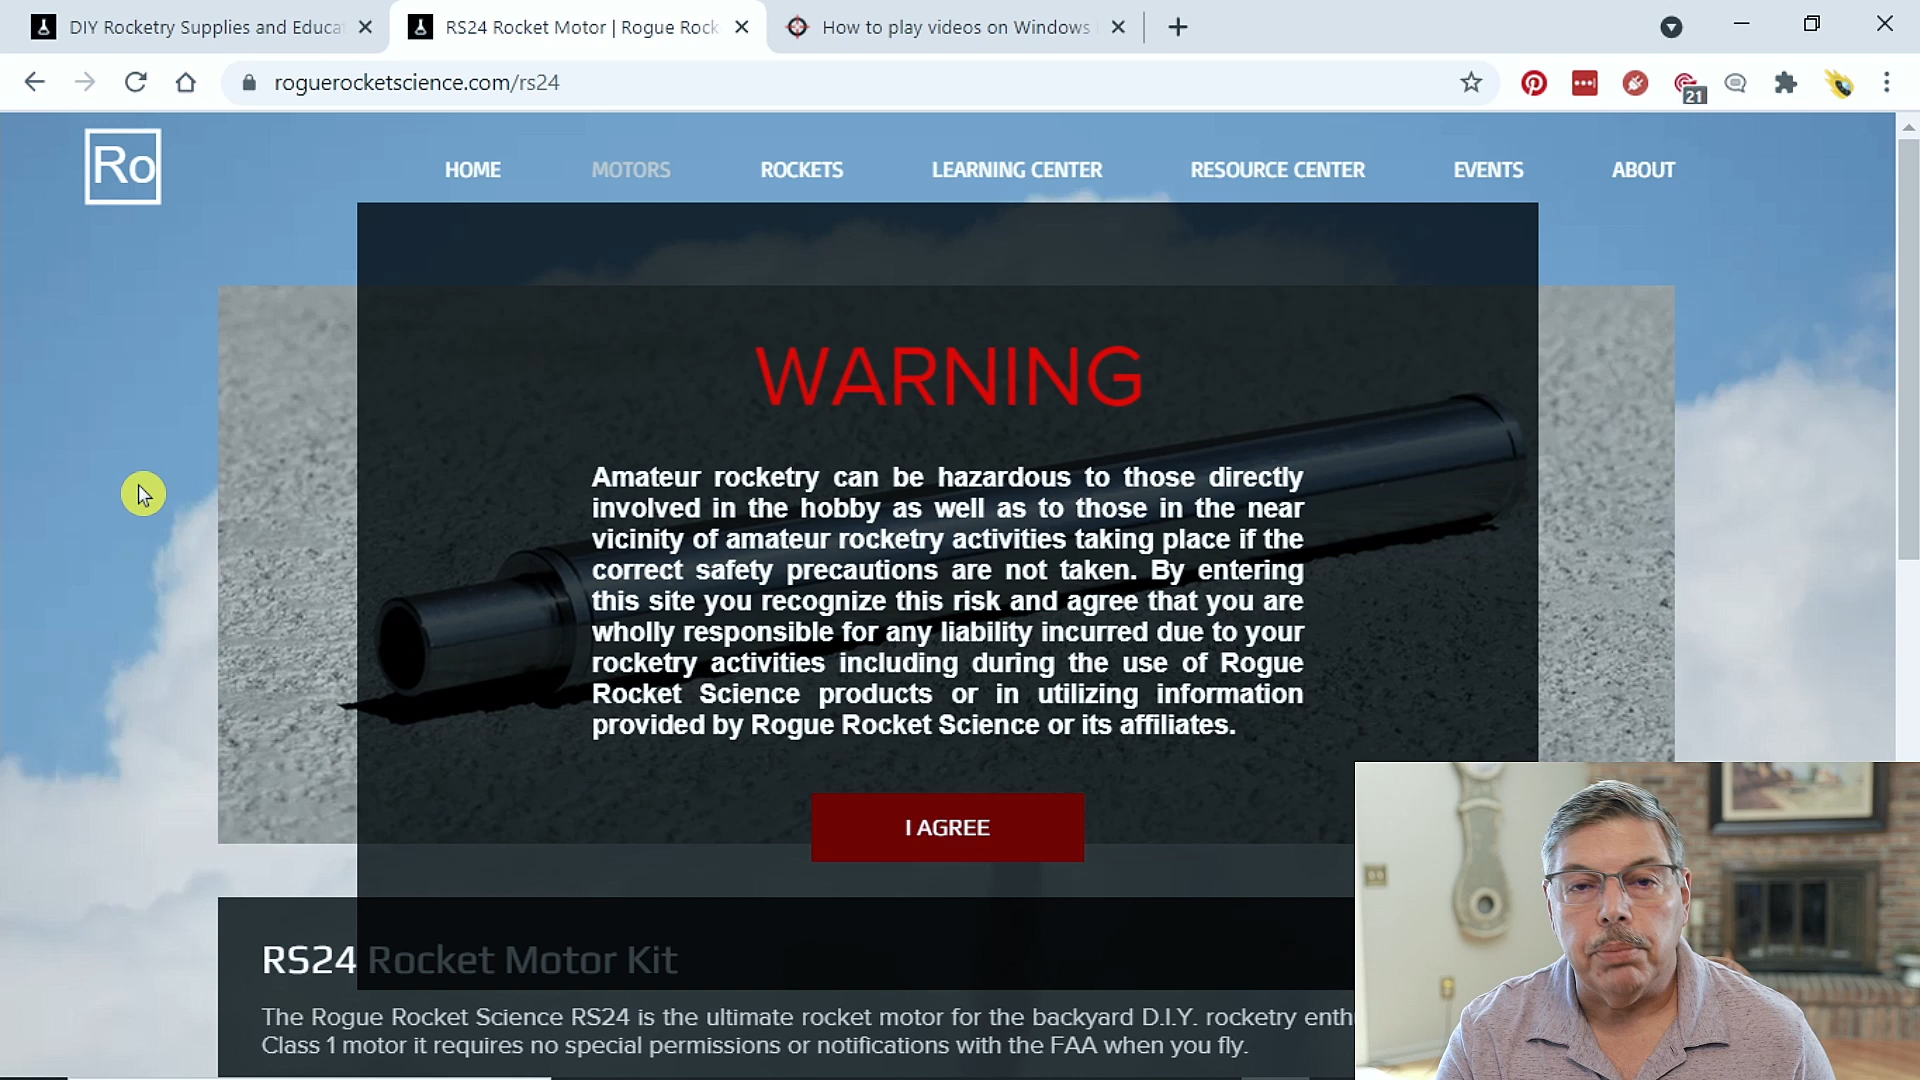 DIY Rocketry Supplies and Educat
RS24 Rocket Motor | Rogue Rock
How to play videos on Windows
roguerocketscience.com/rs24
21
Ro
HOME
MOTORS
ROCKETS
LEARNING CENTER
RESOURCE CENTER
EVENTS
ABOUT
WARNING
Amateur rocketry can be hazardous to those directly
involved in the hobby as well as to those in the near
vicinity of amateur rocketry activities taking place if the
correct safety precautions are not taken. By entering
this site you recognize this risk and agree that you are
wholly responsible for any liability incurred due to your
rocketry activities including during the use of Rogue
Rocket Science products or in utilizing information
provided by Rogue Rocket Science or its affiliates.
I AGREE
RS24 Rocket Motor Kit
The Rogue Rocket Science RS24 is the ultimate rocket motor for the backyard D.I.Y. rocketry enth
Class 1 motor it requires no special permissions or notifications with the FAA when you fly.